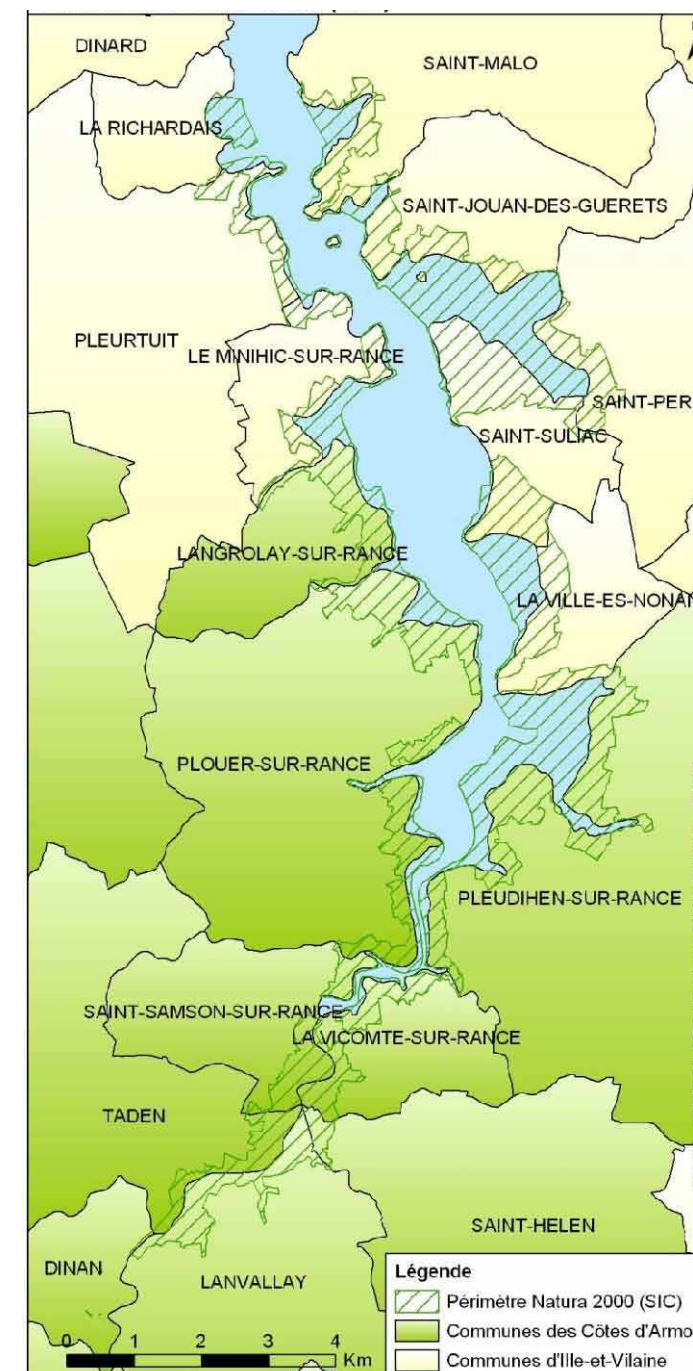 DINARD
SAINT-MALO
LA RICHARDAIS
SAINT-JOUAN-DES-GUERETS
PLEURTUIT
LE MINIHIC-SUR-RANCE
SAINT-PER
SAINT-SULIAC
LANGROLAY-SUR-RANCE
LA VILLE-ES-NONAN
PLOUER-SUR-RANCE
PLEUDIHEN-SUR-RANCE
SAINT-SAMSON-SUR-RANCE
LA VICOMTE-SUR-RANCE
TADEN
SAINT-HELEN
DINAN
LANVALLAY
Légende
Périmètre Natura 2000 (SIC)
Communes des Côtes d'Armo
Communes d'Ille-et-Vilaine
0 1 2 3 4
Km